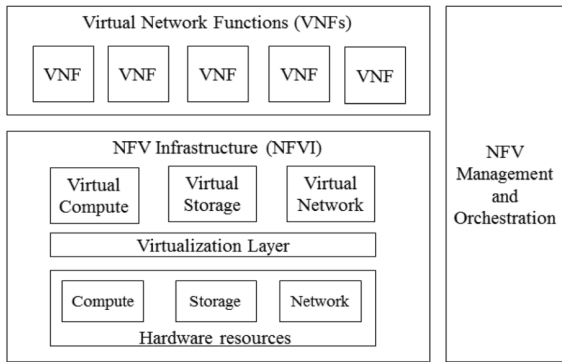 Virtual Network Functions (VNFs)
VNF VNF VNF VNF VNF
NFV Infrastructure (NFVI)
Virtual Compute
Virtual Storage
Virtual Network
Virtualization Layer
Compute Storage Network
Hardware resources
NFV
Management
and
Orchestration